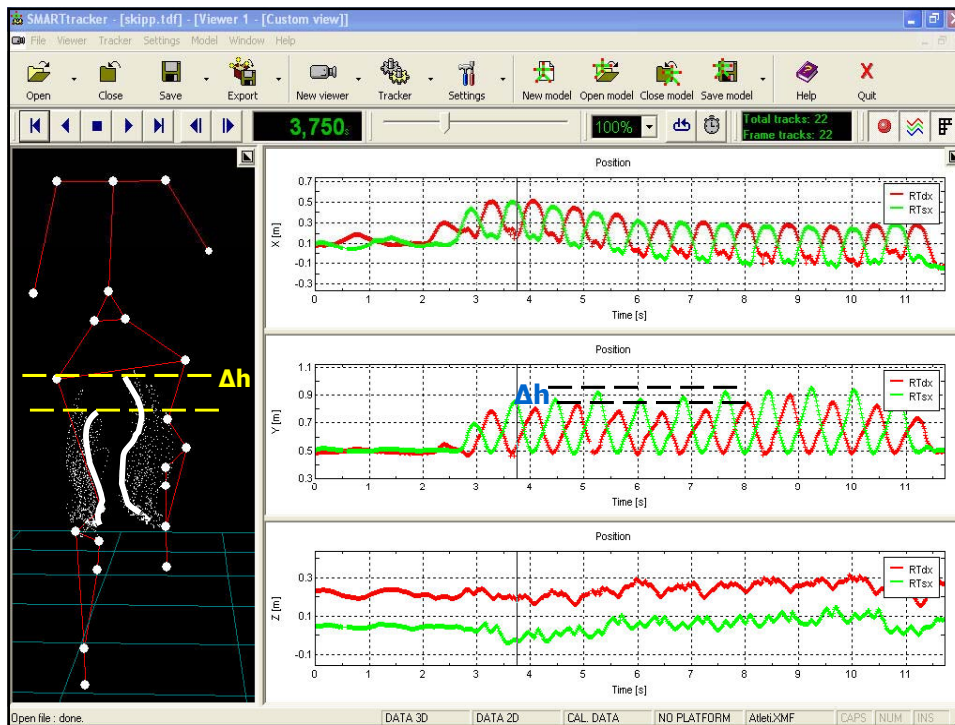 SMARTtracker - [skipp.tdf] - [Viewer 1 - [Custom view]]
File Viewer Tracker Settings Model Window Help
Open Close Save Export New viewer Tracker Settings New model Open model Close model Save model Help Quit
3,750s 100% Total tracks: 22
Frame tracks: 22
Δh
Position
X [m]
0.7
0.5
0.3
0.1
-0.1
-0.3
0 1 2 3 4 5 6 7 8 9 10 11
Time [s]
RTdx
RTsx
Position
Y [m]
1.1
0.9
0.7
0.5
0.3
Δh
0 1 2 3 4 5 6 7 8 9 10 11
Time [s]
RTdx
RTsx
Position
Z [m]
0.3
0.1
-0.1
0 1 2 3 4 5 6 7 8 9 10 11
Time [s]
RTdx
RTsx
Open file : done. DATA 3D DATA 2D CAL. DATA NO PLATFORM Atleti.XMF CAPS NUM INS